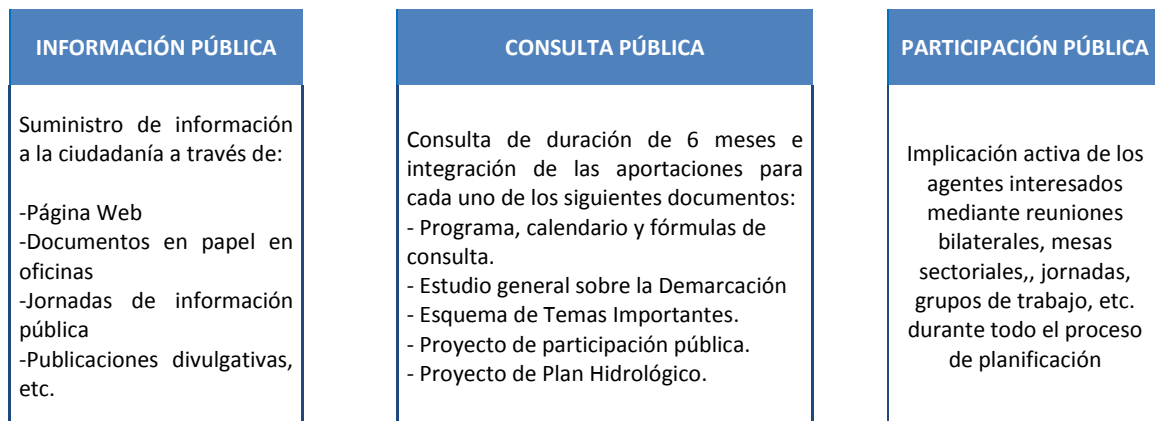 INFORMACIÓN PÚBLICA
Suministro de información
a la ciudadanía a través de:
-Página Web
-Documentos en papel en
oficinas
-Jornadas de información
pública
-Publicaciones divulgativas,
etc.
CONSULTA PÚBLICA
Consulta de duración de 6 meses e
integración de las aportaciones para
cada uno de los siguientes documentos:
- Programa, calendario y fórmulas de
consulta.
- Estudio general sobre la Demarcación
- Esquema de Temas Importantes.
- Proyecto de participación pública.
- Proyecto de Plan Hidrológico.
PARTICIPACIÓN PÚBLICA
Implicación activa de los
agentes interesados
mediante reuniones
bilaterales, mesas
sectoriales,, jornadas,
grupos de trabajo, etc.
durante todo el proceso
de planificación